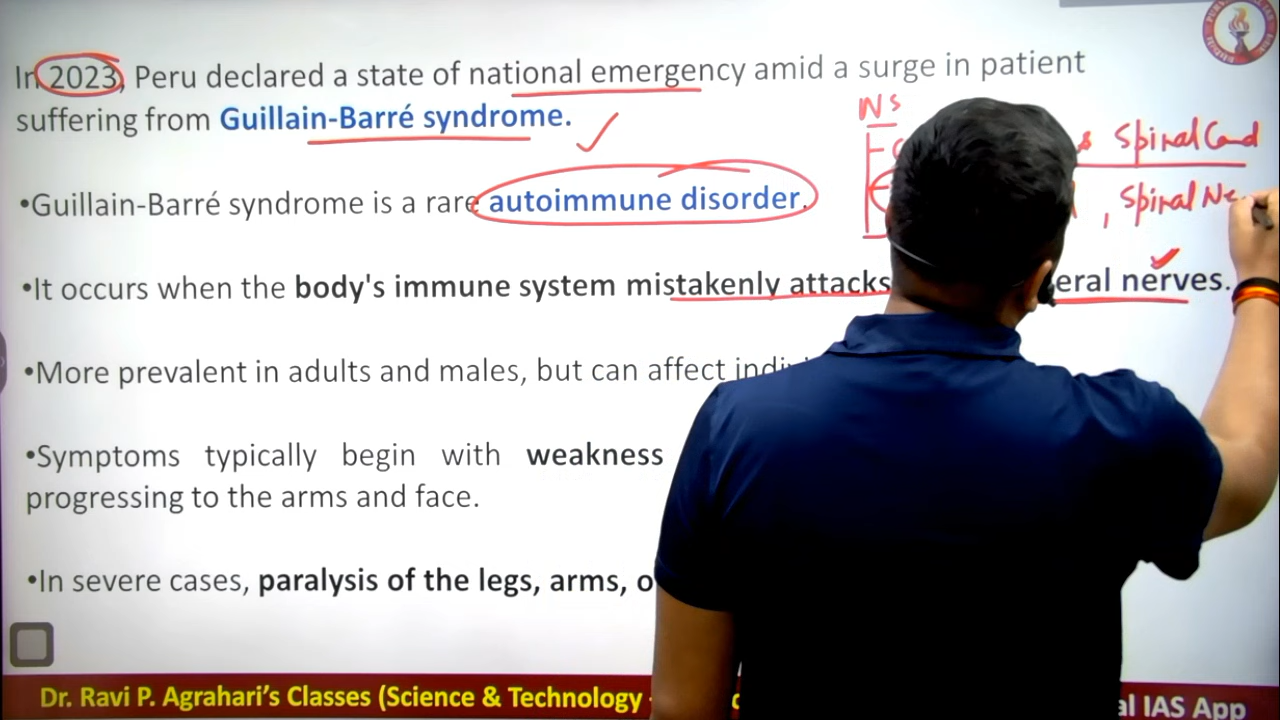 In 2023, Peru declared a state of national emergency amid a surge in patient
suffering from Guillain-Barré syndrome.
NS
Spinal Cord
, Spinal Ne
•Guillain-Barré syndrome is a rare autoimmune disorder.
•It occurs when the body's immune system mistakenly attacks eral nerves.
•More prevalent in adults and males, but can affect indi
•Symptoms typically begin with weakness
progressing to the arms and face.
•In severe cases, paralysis of the legs, arms, o
Dr. Ravi P. Agrahari's Classes (Science & Technology al IAS App